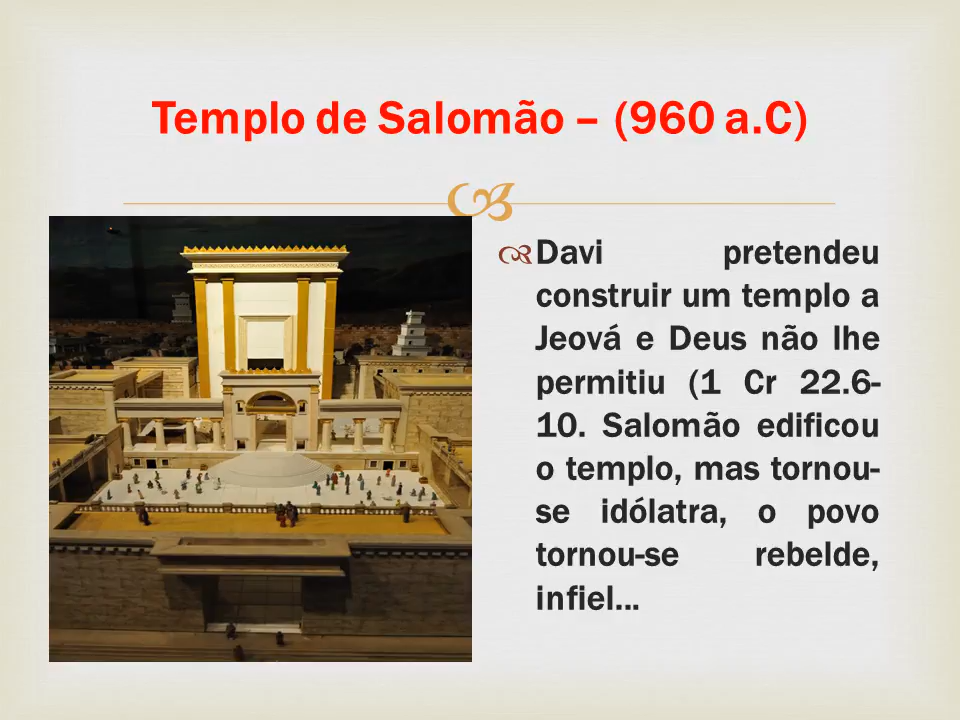 Templo de Salomão – (960 a.C)
Davi pretendeu
construir um templo a
Jeová e Deus não lhe
permitiu (1 Cr 22.6-
10. Salomão edificou
o templo, mas tornou-
se idólatra, o povo
tornou-se rebelde,
infiel...